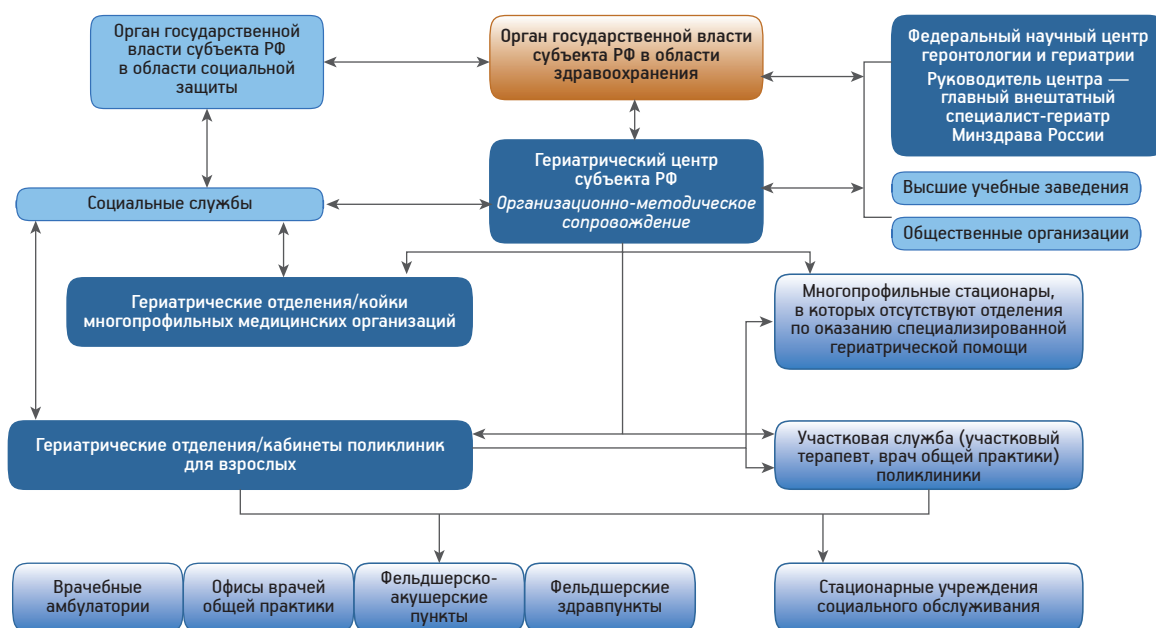 Орган государственной
власти субъекта РФ
в области социальной
защиты
Орган государственной власти
субъекта РФ в области
здравоохранения
Федеральный научный центр
геронтологии и гериатрии
Руководитель центра —
главный внештатный
специалист-гериатр
Минздрава России
Гериатрический центр
субъекта РФ
Организационно-методическое
сопровождение
Социальные службы
Высшие учебные заведения
Общественные организации
Гериатрические отделения/койки
многопрофильных медицинских организаций
Многопрофильные стационары,
в которых отсутствуют отделения
по оказанию специализированной
гериатрической помощи
Гериатрические отделения/кабинеты поликлиник
для взрослых
Участковая служба (участковый
терапевт, врач общей практики)
поликлиники
Врачебные
амбулатории
Офисы врачей
общей практики
Фельдшерско-
акушерские
пункты
Фельдшерские
здравпункты
Стационарные учреждения
социального обслуживания